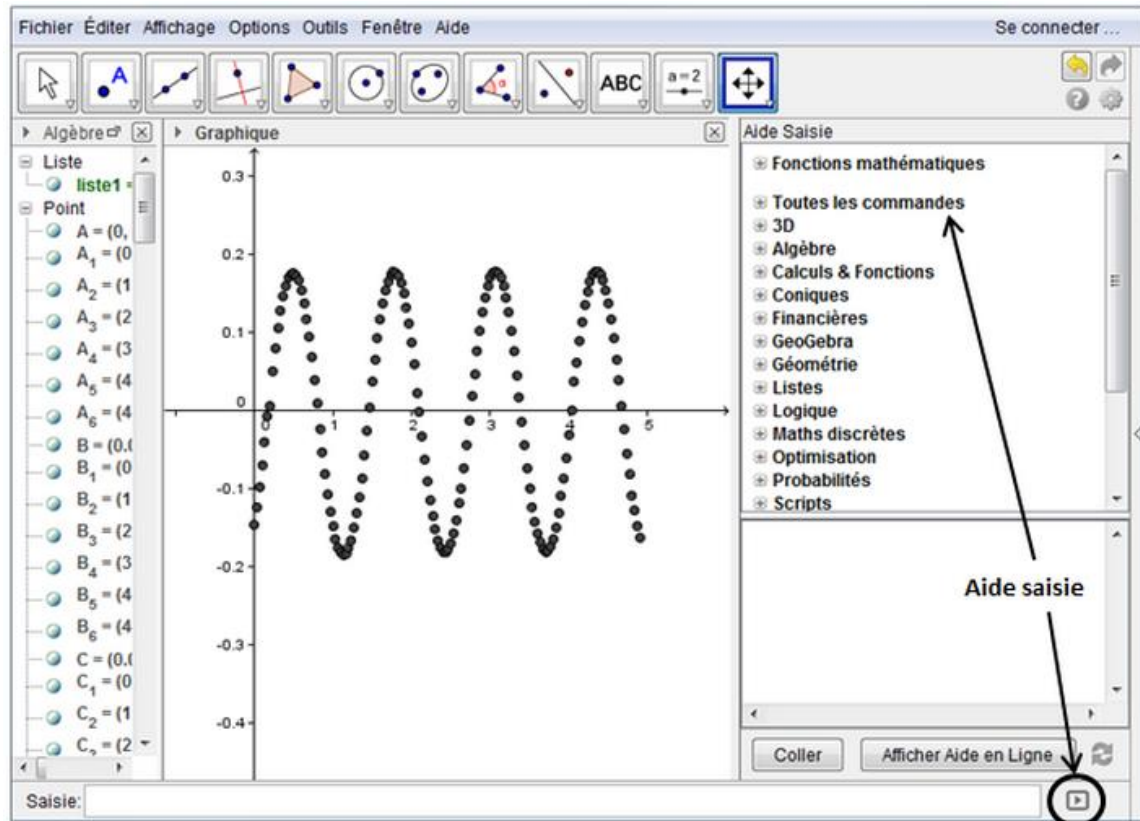 Fichier Éditer Affichage Options Outils Fenêtre Aide Se connecter ...
A α ABC a=2
Algèbre Graphique Aide Saisie
Liste
liste1 =
Point
A = (0,
A1 = (0
A2 = (1
A3 = (2
A4 = (3
A5 = (4
A6 = (4
B = (0.0
B1 = (0
B2 = (1
B3 = (2
B4 = (3
B5 = (4
B6 = (4
C = (0.0
C1 = (0
C2 = (1
C3 = (2
0.3
0.2
0.1
0
-0.1
-0.2
-0.3
-0.4
0 1 2 3 4 5
Fonctions mathématiques
Toutes les commandes
3D
Algèbre
Calculs & Fonctions
Coniques
Financières
GeoGebra
Géométrie
Listes
Logique
Maths discrètes
Optimisation
Probabilités
Scripts
Aide saisie
Coller Afficher Aide en Ligne
Saisie: